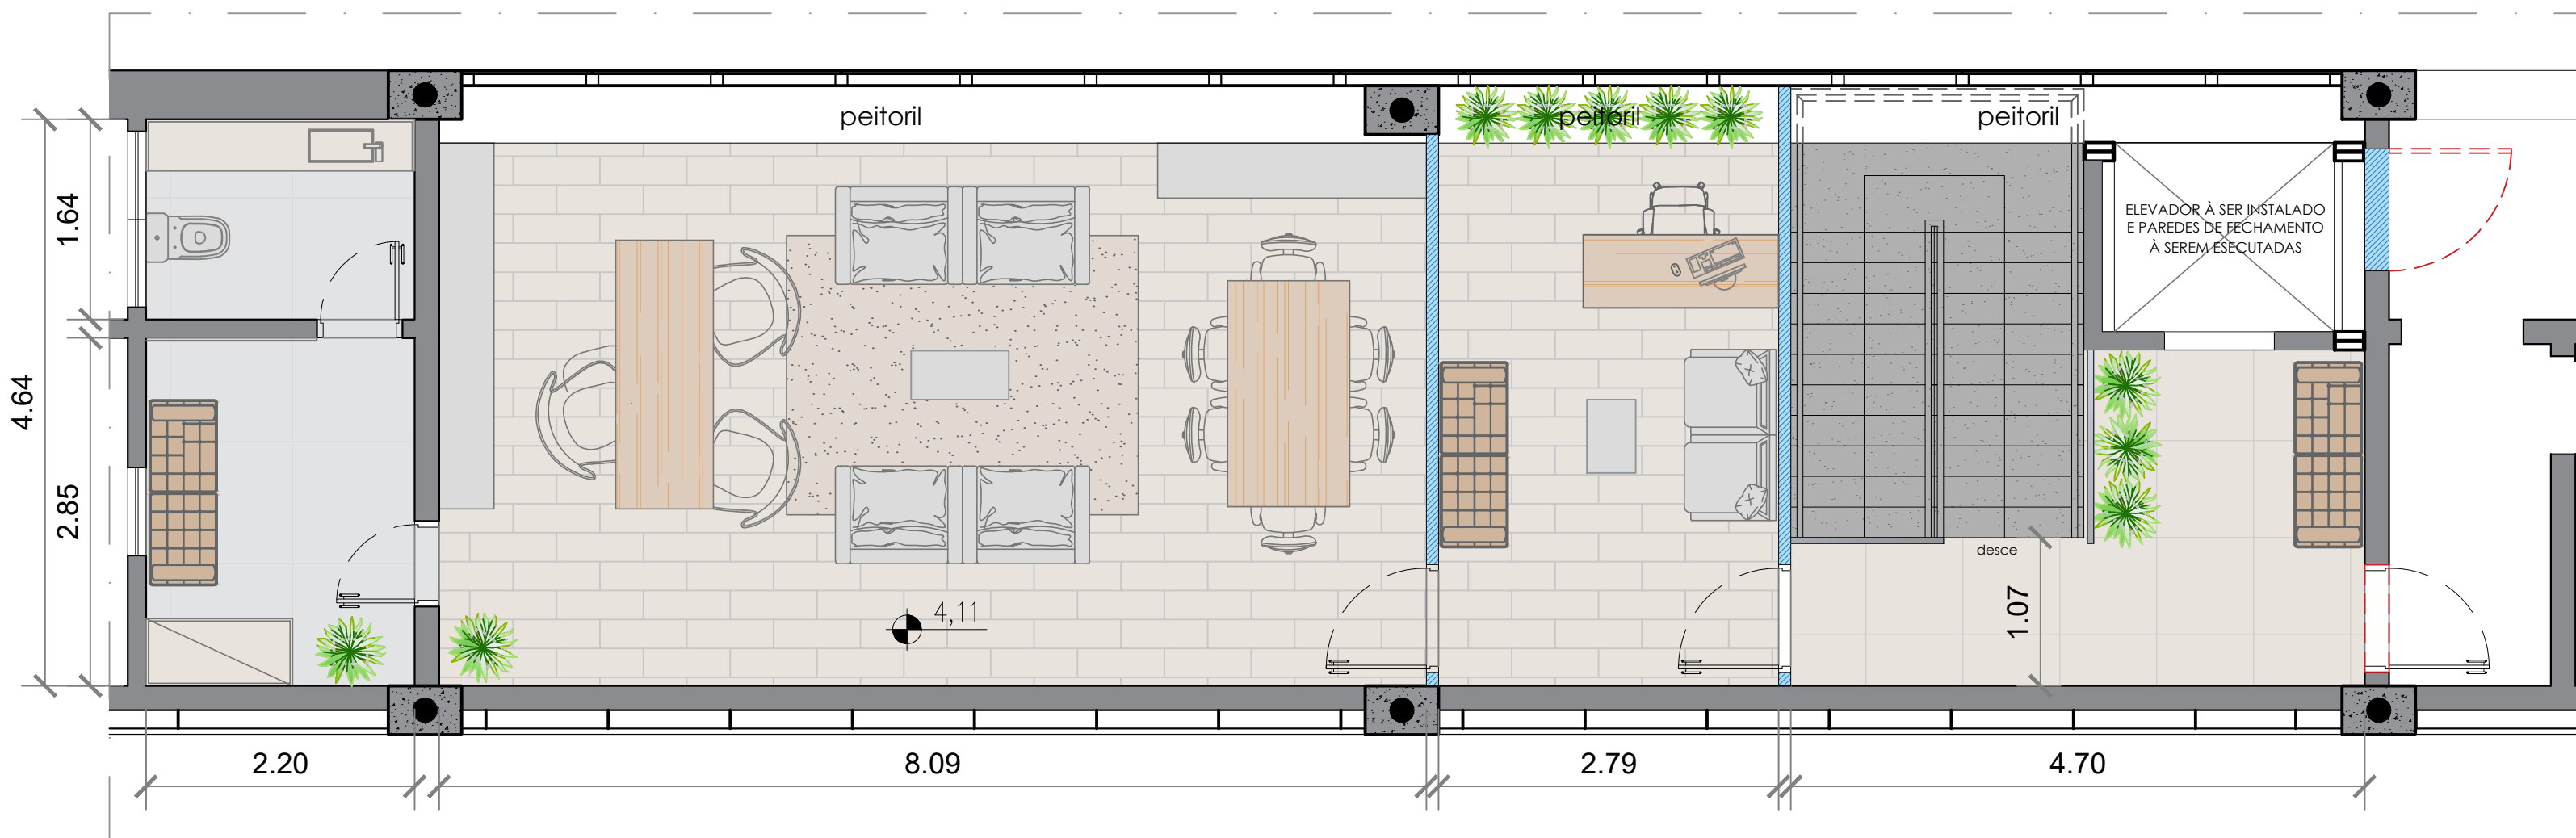 peitoril
peitoril
peitoril
ELEVADOR À SER INSTALADO
E PAREDES DE FECHAMENTO
À SEREM ESECUTADAS
1.64
4.64
2.85
desce
1.07
4,11
2.20
8.09
2.79
4.70